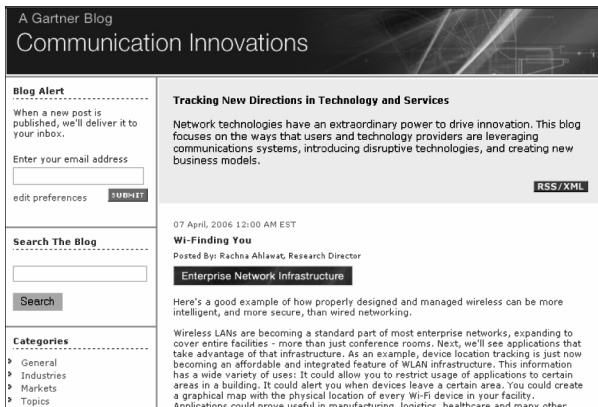 A Gartner Blog
Communication Innovations
Blog Alert
When a new post is
published, we'll deliver it to
your inbox.
Enter your email address
edit preferences
SUBMIT
Search The Blog
Search
Categories
General
Industries
Markets
Topics
Tracking New Directions in Technology and Services
Network technologies have an extraordinary power to drive innovation. This blog
focuses on the ways that users and technology providers are leveraging
communications systems, introducing disruptive technologies, and creating new
business models.
RSS/XML
07 April, 2006 12:00 AM EST
Wi-Finding You
Posted By: Rachna Ahlawat, Research Director
Enterprise Network Infrastructure
Here's a good example of how properly designed and managed wireless can be more
intelligent, and more secure, than wired networking.
Wireless LANs are becoming a standard part of most enterprise networks, expanding to
cover entire facilities - more than just conference rooms. Next, we'll see applications that
take advantage of that infrastructure. As an example, device location tracking is just now
becoming an affordable and integrated feature of WLAN infrastructure. This information
has a wide variety of uses: It could allow you to restrict usage of applications to certain
areas in a building. It could alert you when devices leave a certain area. You could create
a graphical map with the physical location of every Wi-Fi device in your facility.
Applications could prove useful in manufacturing, logistics, healthcare and many other